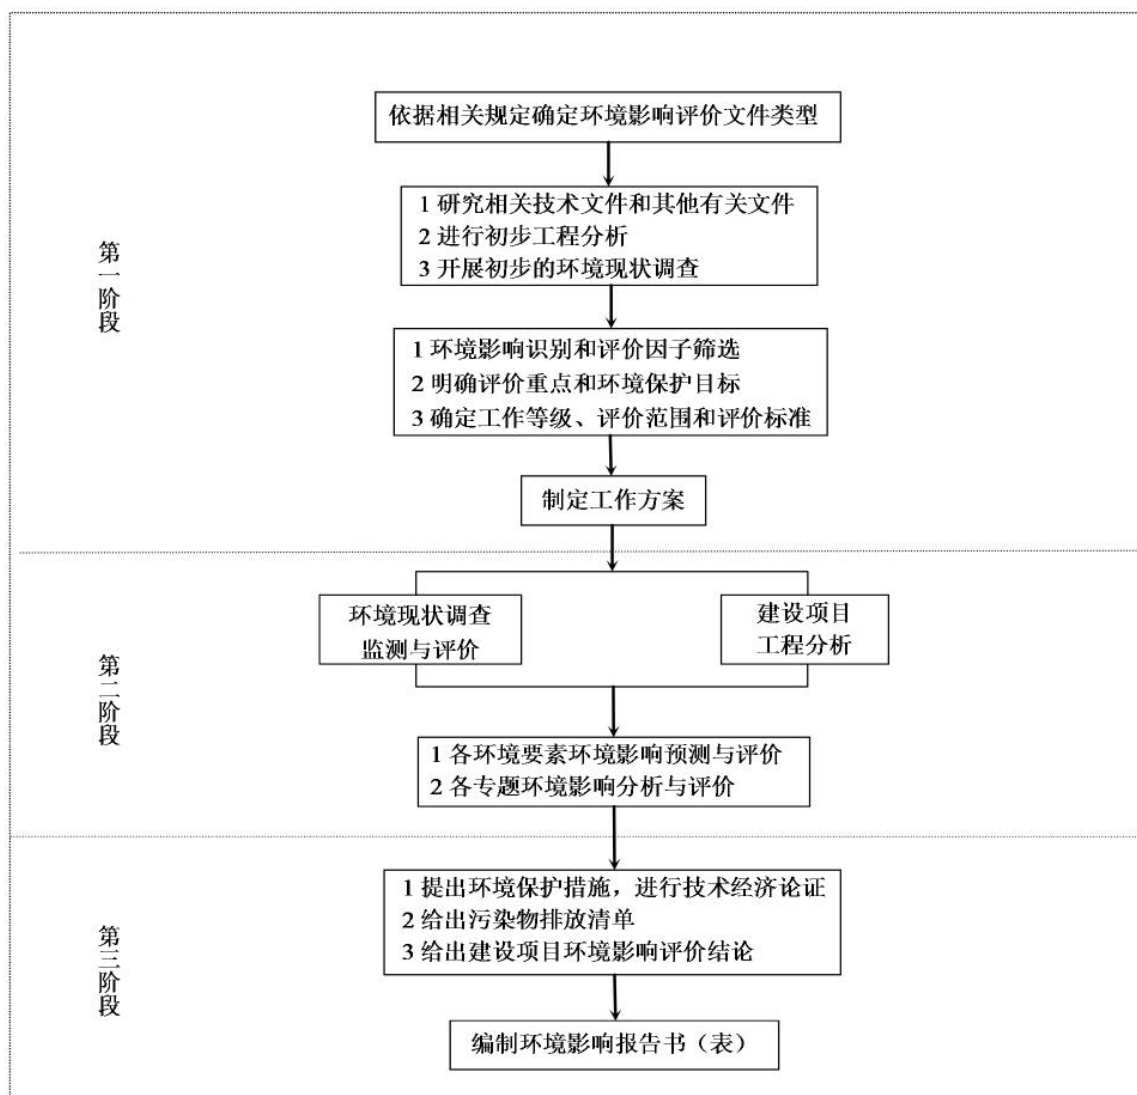 依据相关规定确定环境影响评价文件类型
1 研究相关技术文件和其他有关文件
2 进行初步工程分析
3 开展初步的环境现状调查
第一阶段
1 环境影响识别和评价因子筛选
2 明确评价重点和环境保护目标
3 确定工作等级、评价范围和评价标准
制定工作方案
环境现状调查
监测与评价
建设项目
工程分析
第二阶段
1 各环境要素环境影响预测与评价
2 各专题环境影响分析与评价
1 提出环境保护措施，进行技术经济论证
2 给出污染物排放清单
3 给出建设项目环境影响评价结论
第三阶段
编制环境影响报告书（表）